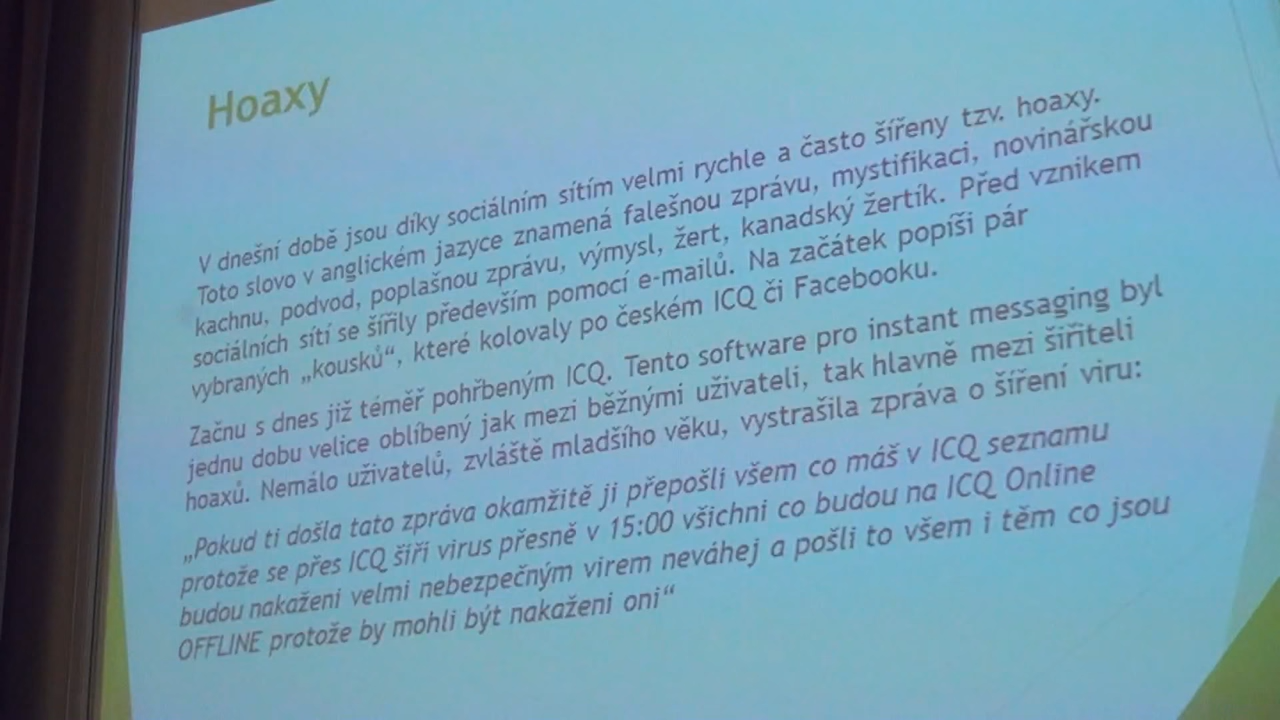 Hoaxy
V dnešní době jsou díky sociálním sítím velmi rychle a často šířeny tzv. hoaxy.
Toto slovo v anglickém jazyce znamená falešnou zprávu, mystifikaci, novinářskou
kachnu, podvod, poplašnou zprávu, výmysl, žert, kanadský žertík. Před vznikem
sociálních sítí se šířily především pomocí e-mailů. Na začátek popíši pár
vybraných „kousků“, které kolovaly po českém ICQ či Facebooku.
Začnu s dnes již téměř pohřbeným ICQ. Tento software pro instant messaging byl
jednu dobu velice oblíbený jak mezi běžnými uživateli, tak hlavně mezi šiřiteli
hoaxů. Nemálo uživatelů, zvláště mladšího věku, vystrašila zpráva o šíření viru:
„Pokud ti došla tato zpráva okamžitě ji přepošli všem co máš v ICQ seznamu
protože se přes ICQ šíří virus přesně v 15:00 všichni co budou na ICQ Online
budou nakaženi velmi nebezpečným virem neváhej a pošli to všem i těm co jsou
OFFLINE protože by mohli být nakaženi oni“